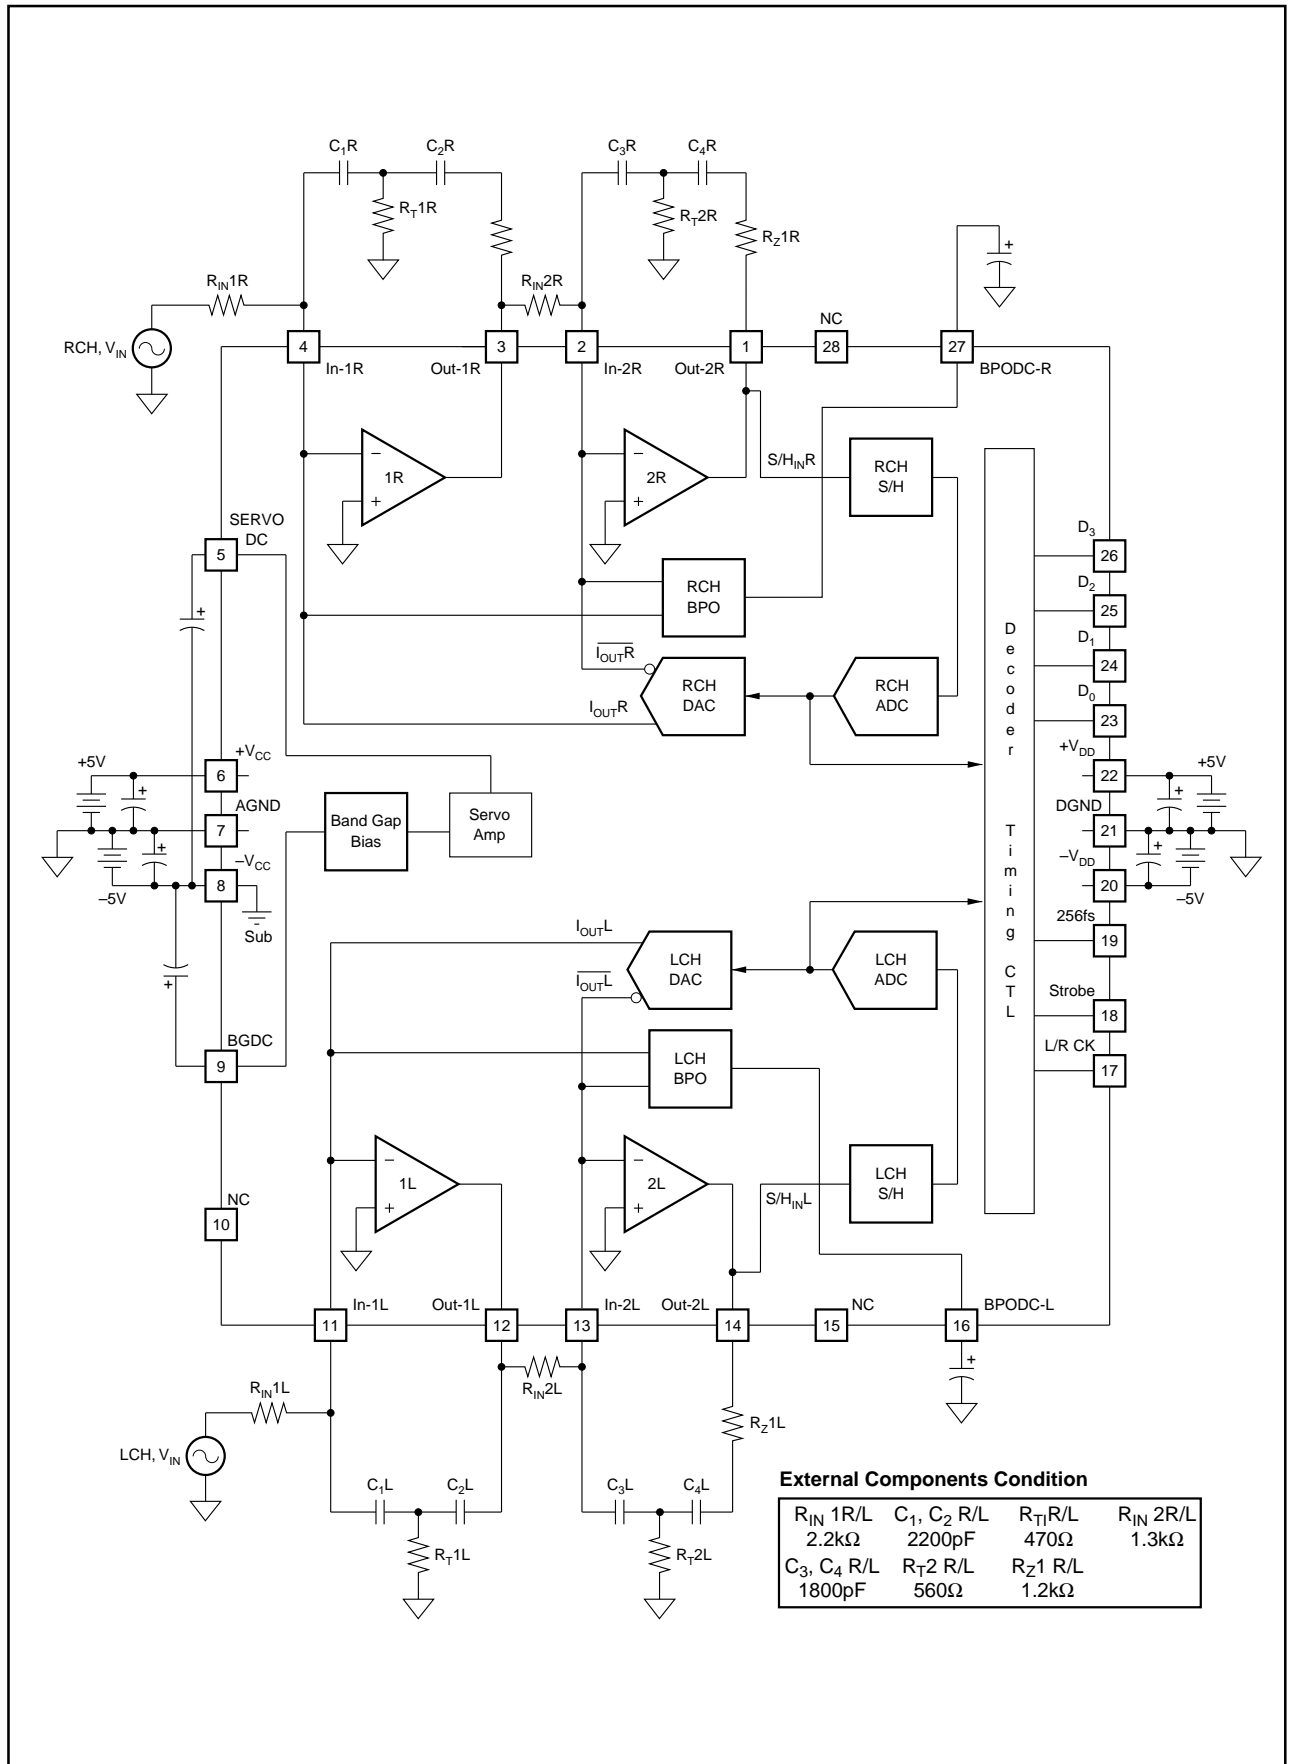 C1R C2R C3R C4R
RT1R RT2R RZ1R
+
RIN1R RIN2R
RCH, VIN
NC
4 3 2 1 28 27
In-1R Out-1R In-2R Out-2R BPODC-R
– 1R +
– 2R +
S/HINR
RCH S/H
SERVO DC
5
+
RCH BPO
IOUTR
RCH DAC
RCH ADC
IOUTR
D3
26
D2
25
D1
24
D0
23
Decoder Timing CTL
+5V
+VCC
6
+
AGND
7
+
–VCC
8
–5V
Sub
Band Gap Bias
Servo Amp
+VDD
22
+5V
+
DGND
21
+
–VDD
20
–5V
256fs
19
Strobe
18
L/R CK
17
IOUTL
LCH DAC
LCH ADC
IOUTL
+
BGDC
9
LCH BPO
– 1L +
– 2L +
S/HINL
LCH S/H
NC
10
In-1L Out-1L In-2L Out-2L NC BPODC-L
11 12 13 14 15 16
+
RIN1L RIN2L
RZ1L
LCH, VIN
C1L C2L C3L C4L
RT1L RT2L
External Components Condition
RIN 1R/L C1, C2 R/L RTIR/L RIN 2R/L
2.2kΩ 2200pF 470Ω 1.3kΩ
C3, C4 R/L RT2 R/L RZ1 R/L
1800pF 560Ω 1.2kΩ